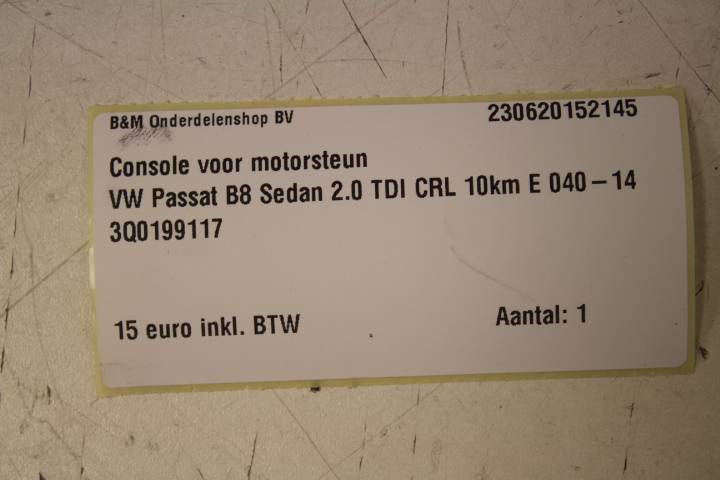 B&M Onderdelenshop BV 230620152145
Console voor motorsteun
VW Passat B8 Sedan 2.0 TDI CRL 10km E 040-14
3Q0199117
15 euro inkl. BTW Aantal: 1